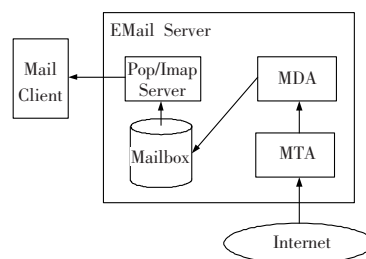 EMail Server
Mail
Client
Pop/Imap
Server
MDA
Mailbox
MTA
Internet